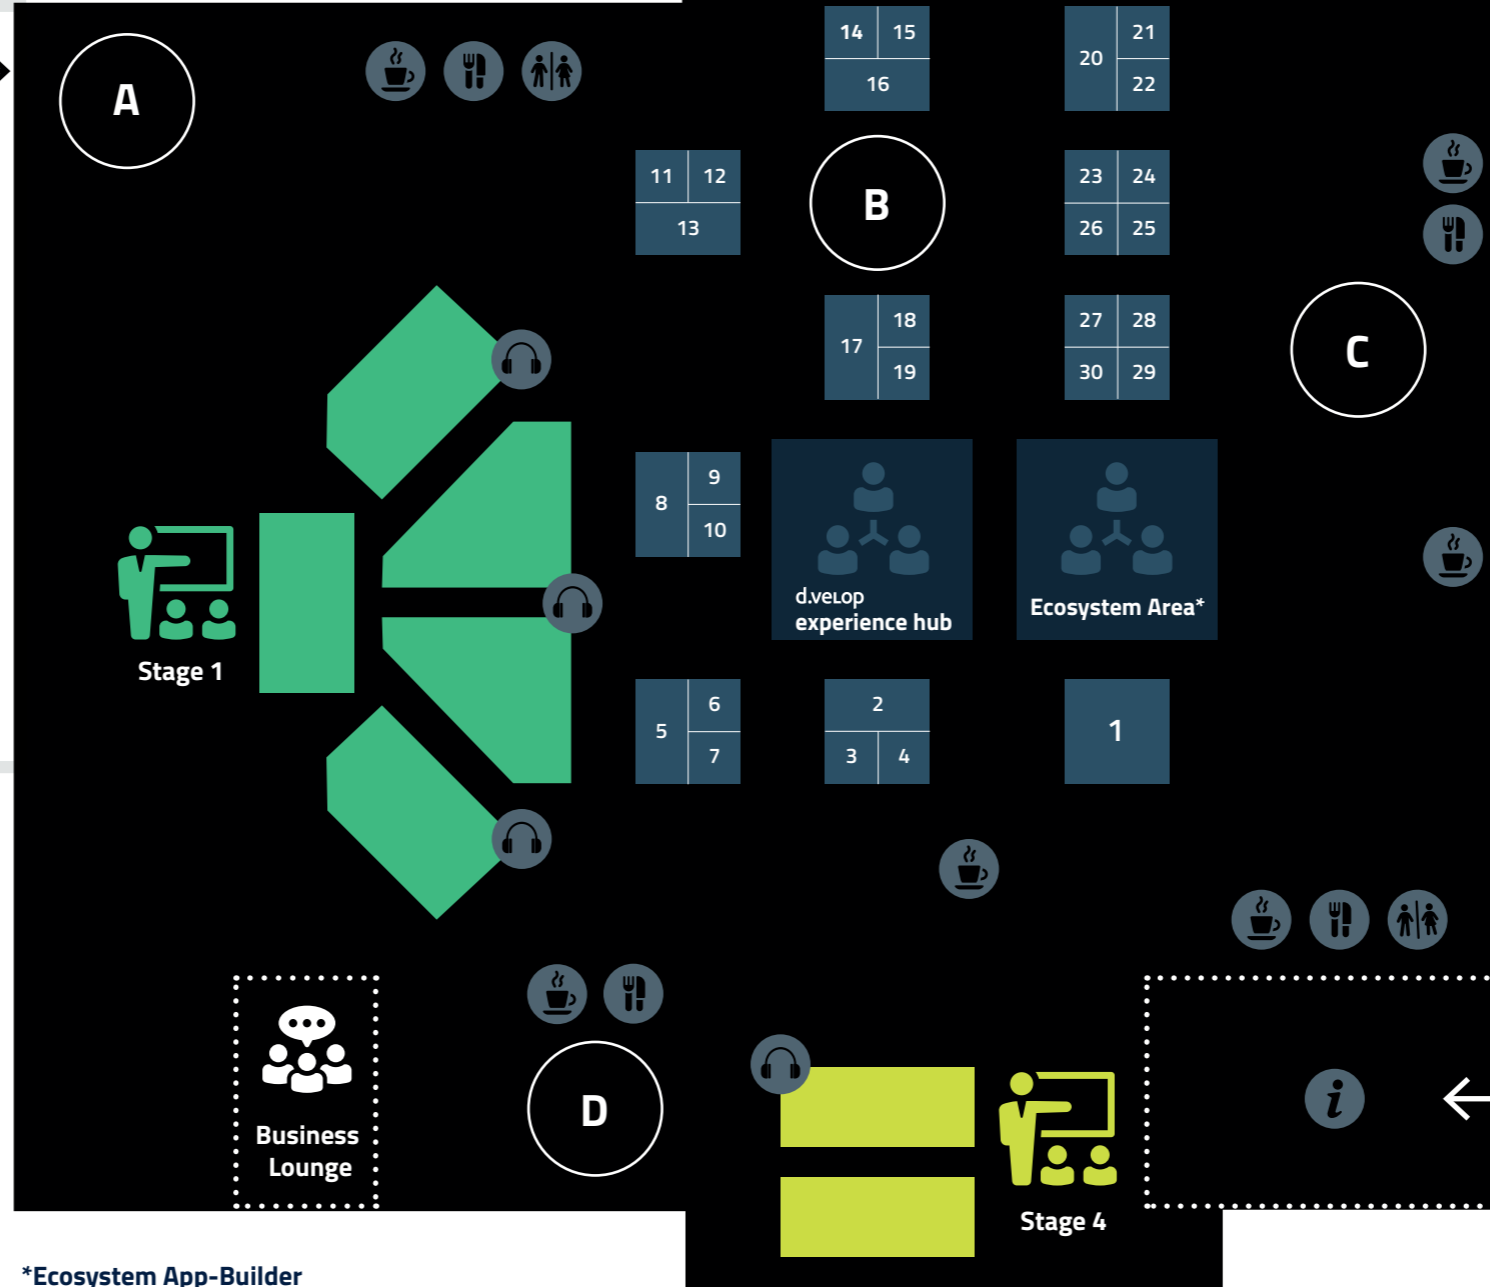 A
14 15
16
20 21
22
11 12
13
B
23 24
26 25
17 18
19
27 28
30 29
C
8 9
10
d.velop
experience hub
Ecosystem Area*
Stage 1
5 6
7
2
3 4
1
Business
Lounge
D
i
Stage 4
*Ecosystem App-Builder